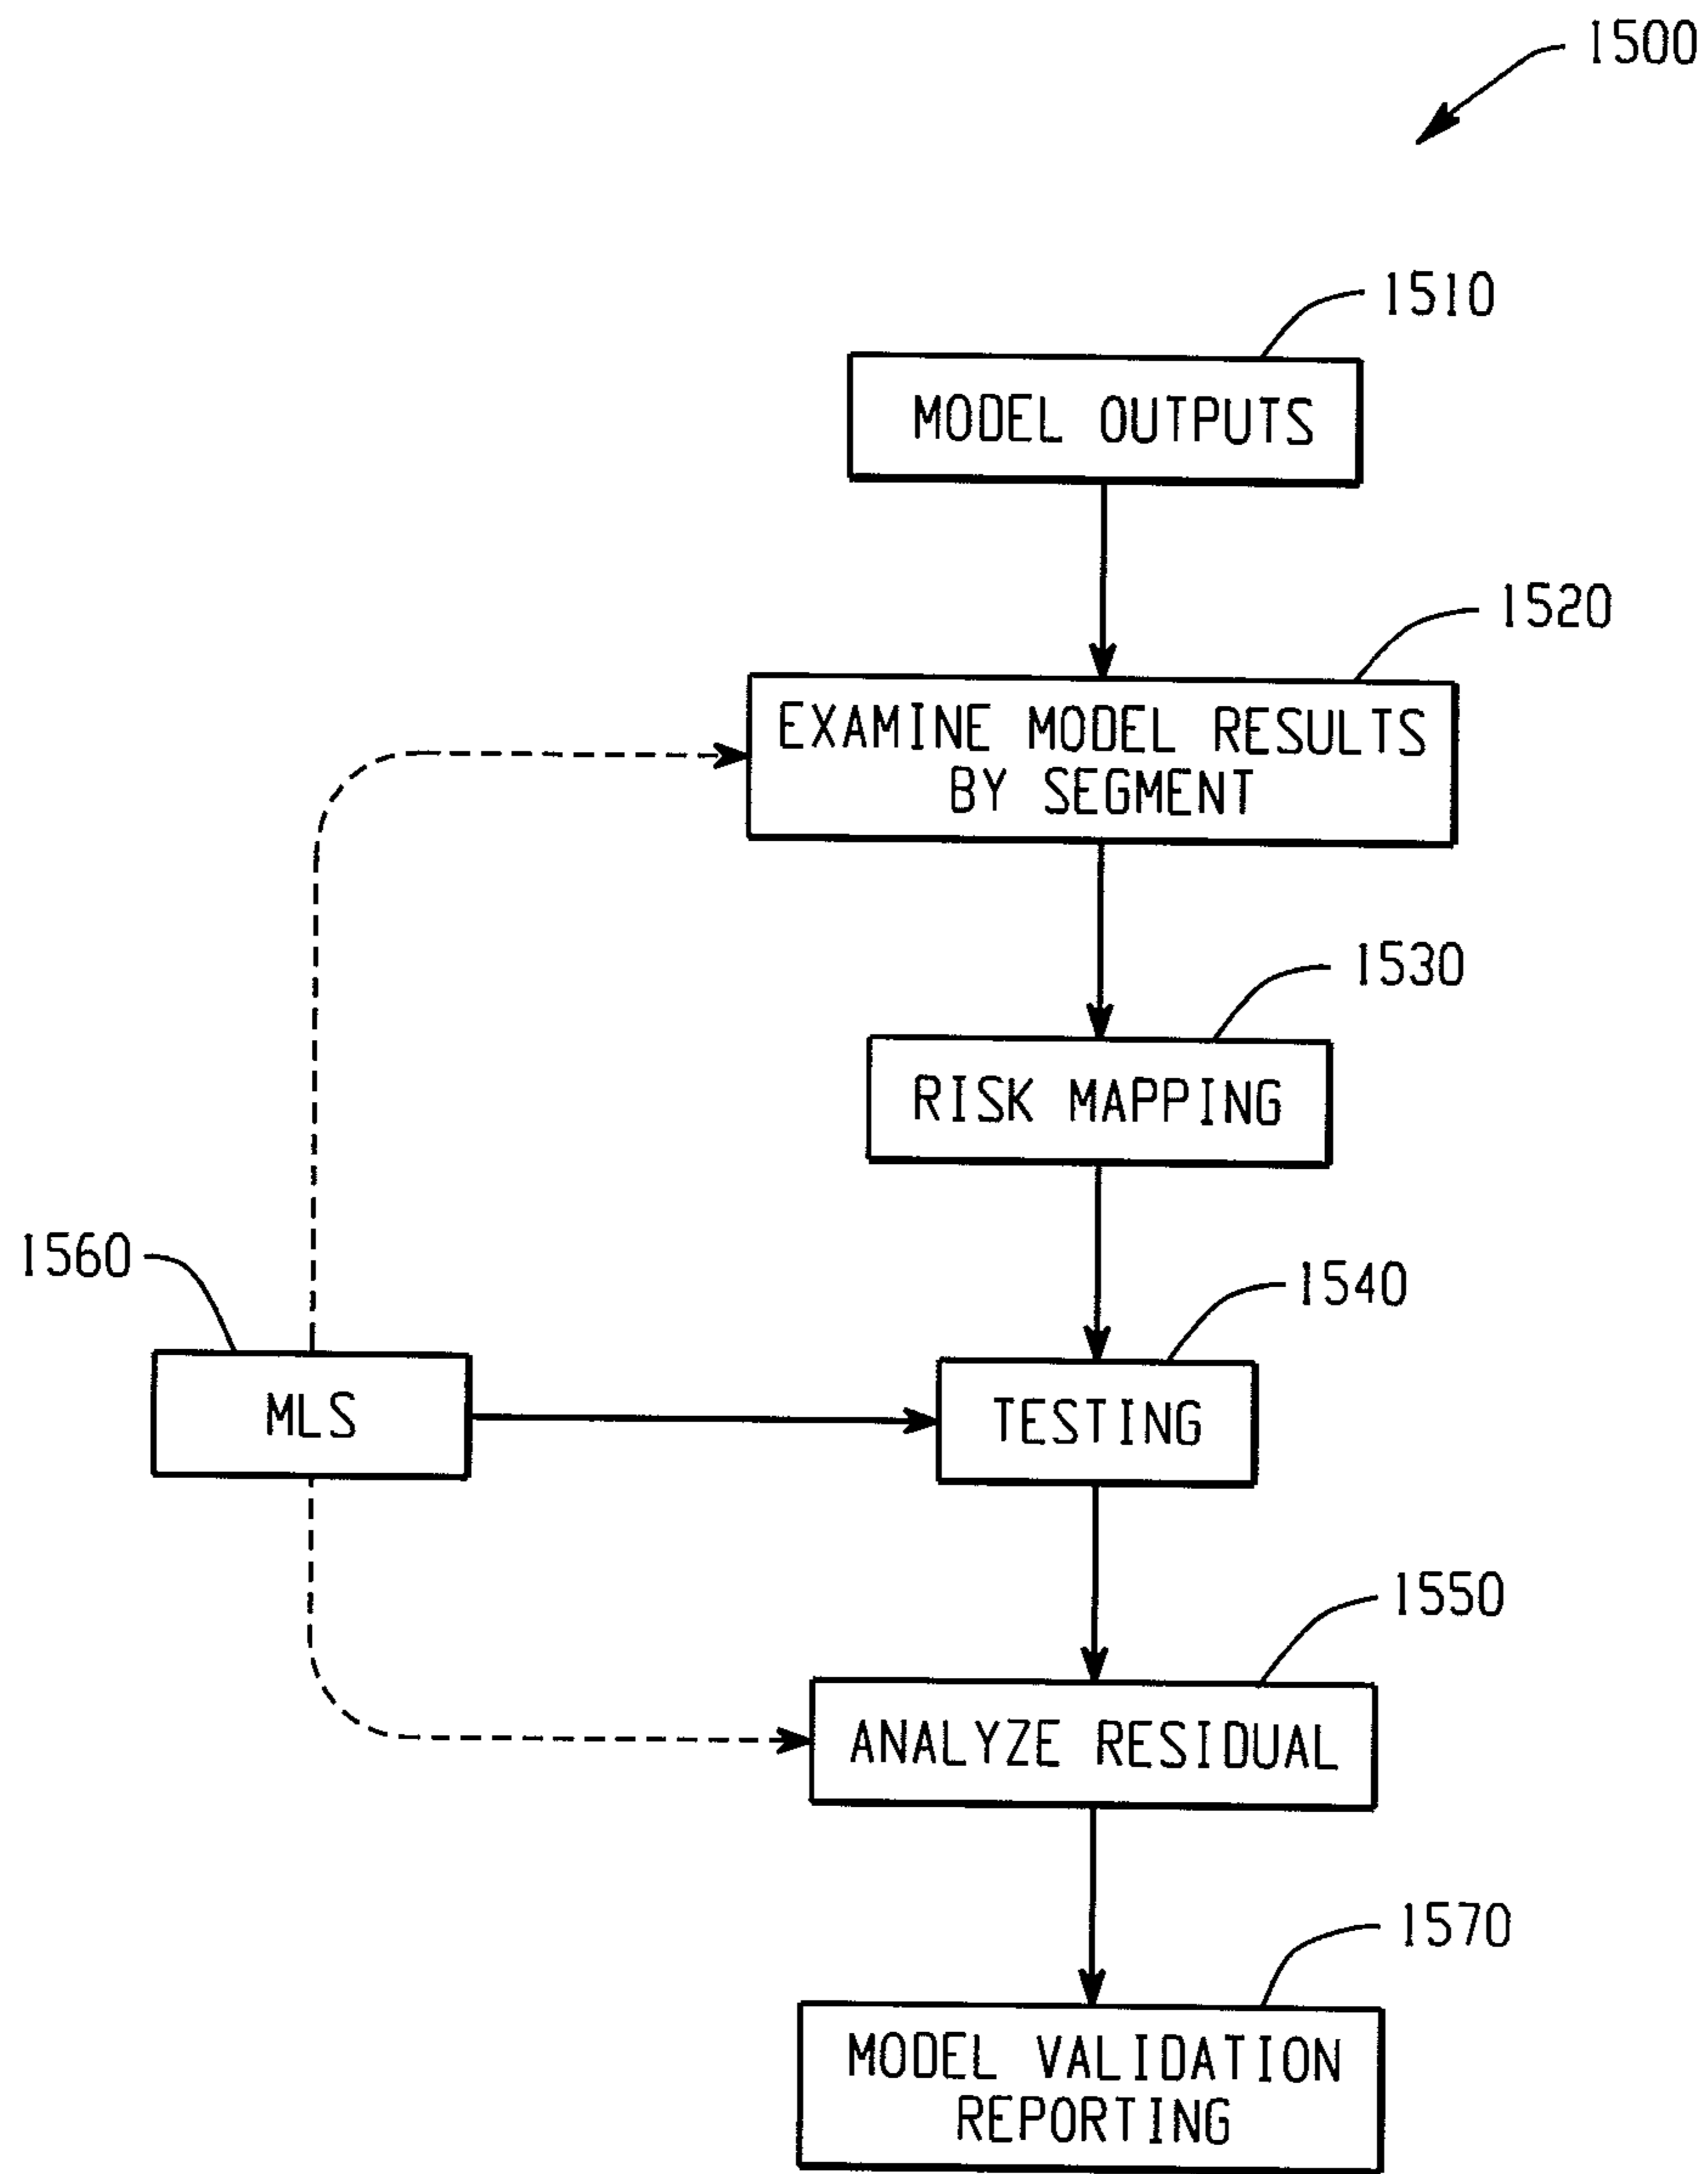 1500
1510
MODEL OUTPUTS
1520
EXAMINE MODEL RESULTS
BY SEGMENT
1530
RISK MAPPING
1560
1540
MLS
TESTING
1550
ANALYZE RESIDUAL
1570
MODEL VALIDATION
REPORTING